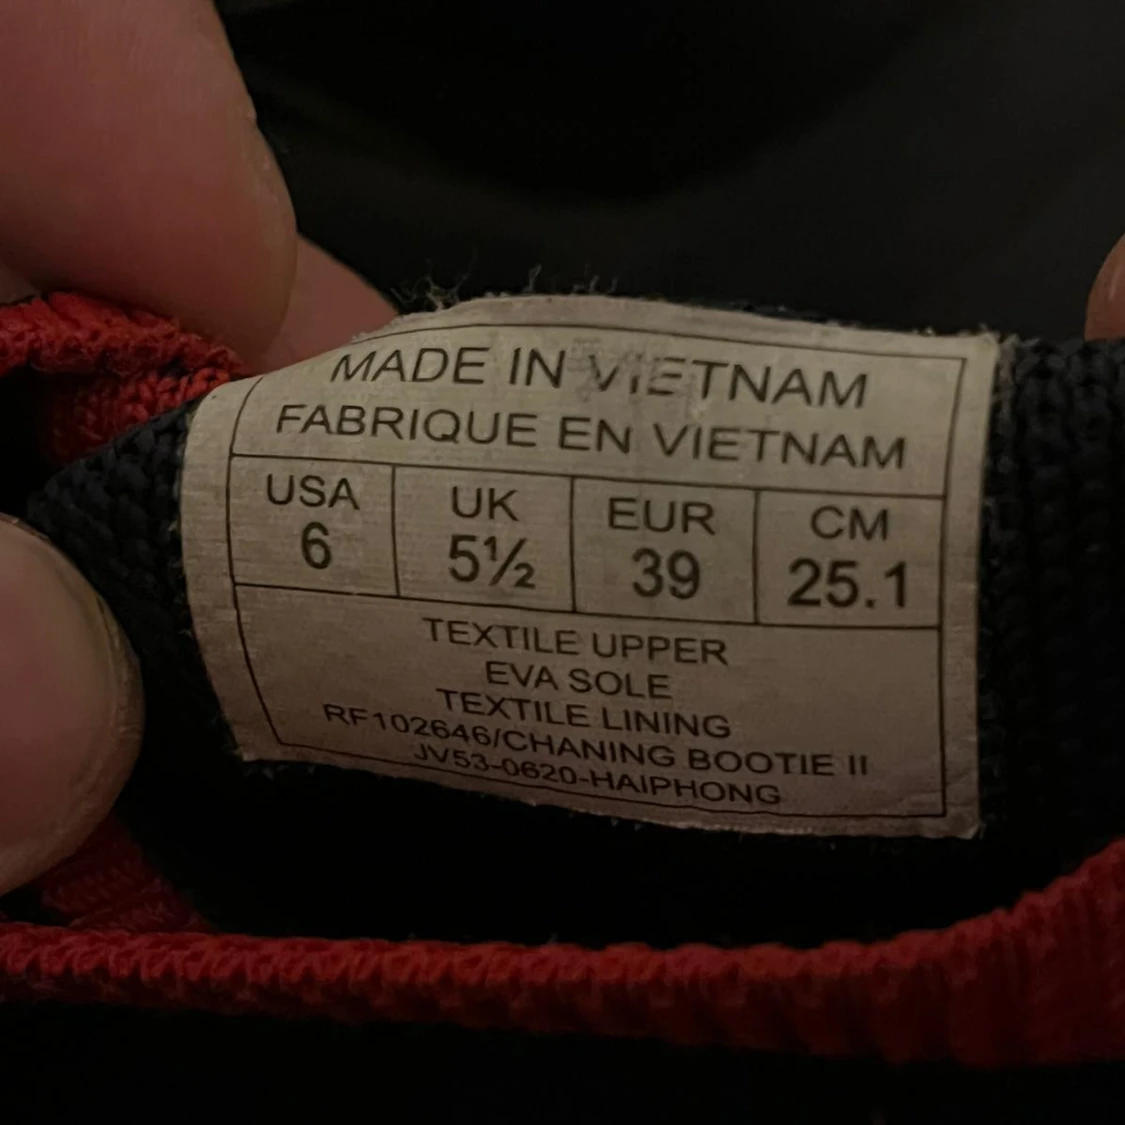 MADE IN VIETNAM
FABRIQUE EN VIETNAM
USA UK EUR CM
6 5½ 39 25.1
TEXTILE UPPER
EVA SOLE
TEXTILE LINING
RF102646/CHANING BOOTIE II
JV53-0620-HAIPHONG